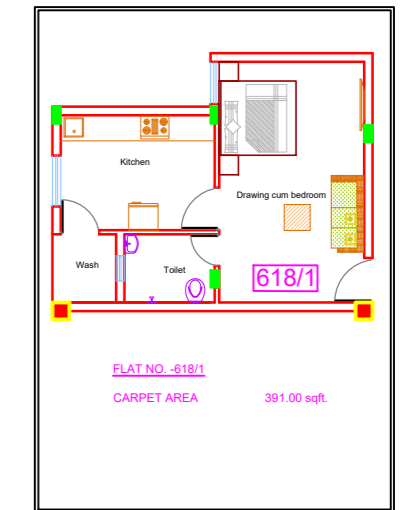 Kitchen
Drawing cum bedroom
Wash
Toilet
618/1
FLAT NO. -618/1
CARPET AREA 391.00 sqft.